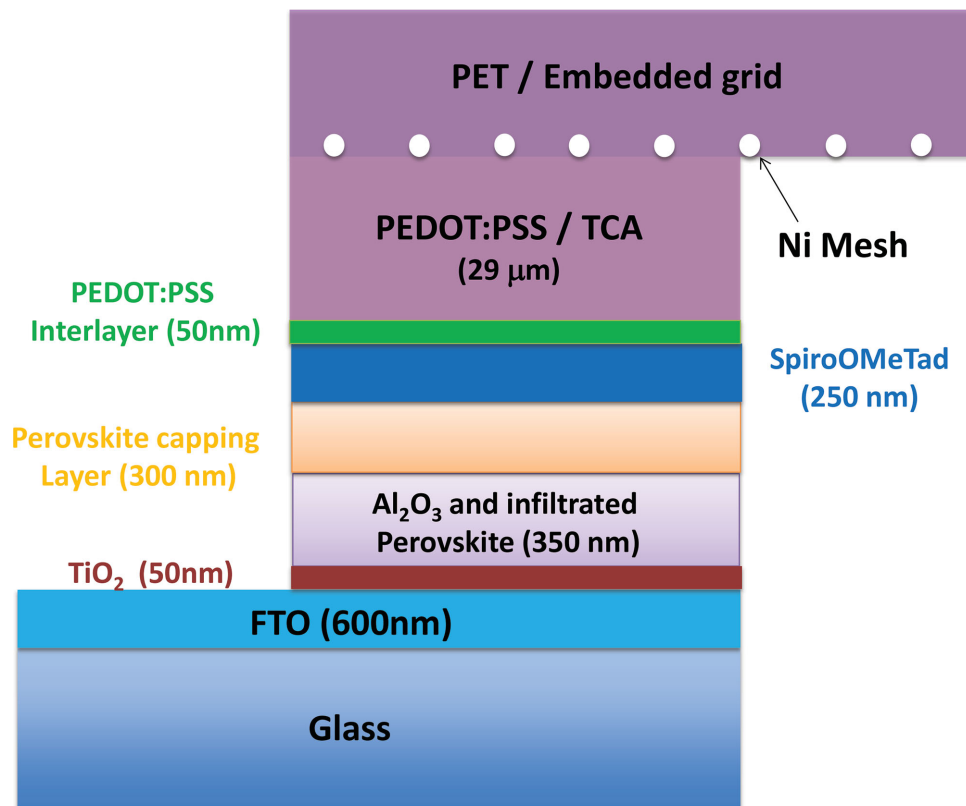 PET / Embedded grid
PEDOT:PSS / TCA
(29 μm)
Ni Mesh
PEDOT:PSS
Interlayer (50nm)
SpiroOMeTad
(250 nm)
Perovskite capping
Layer (300 nm)
Al₂O₃ and infiltrated
Perovskite (350 nm)
TiO₂ (50nm)
FTO (600nm)
Glass